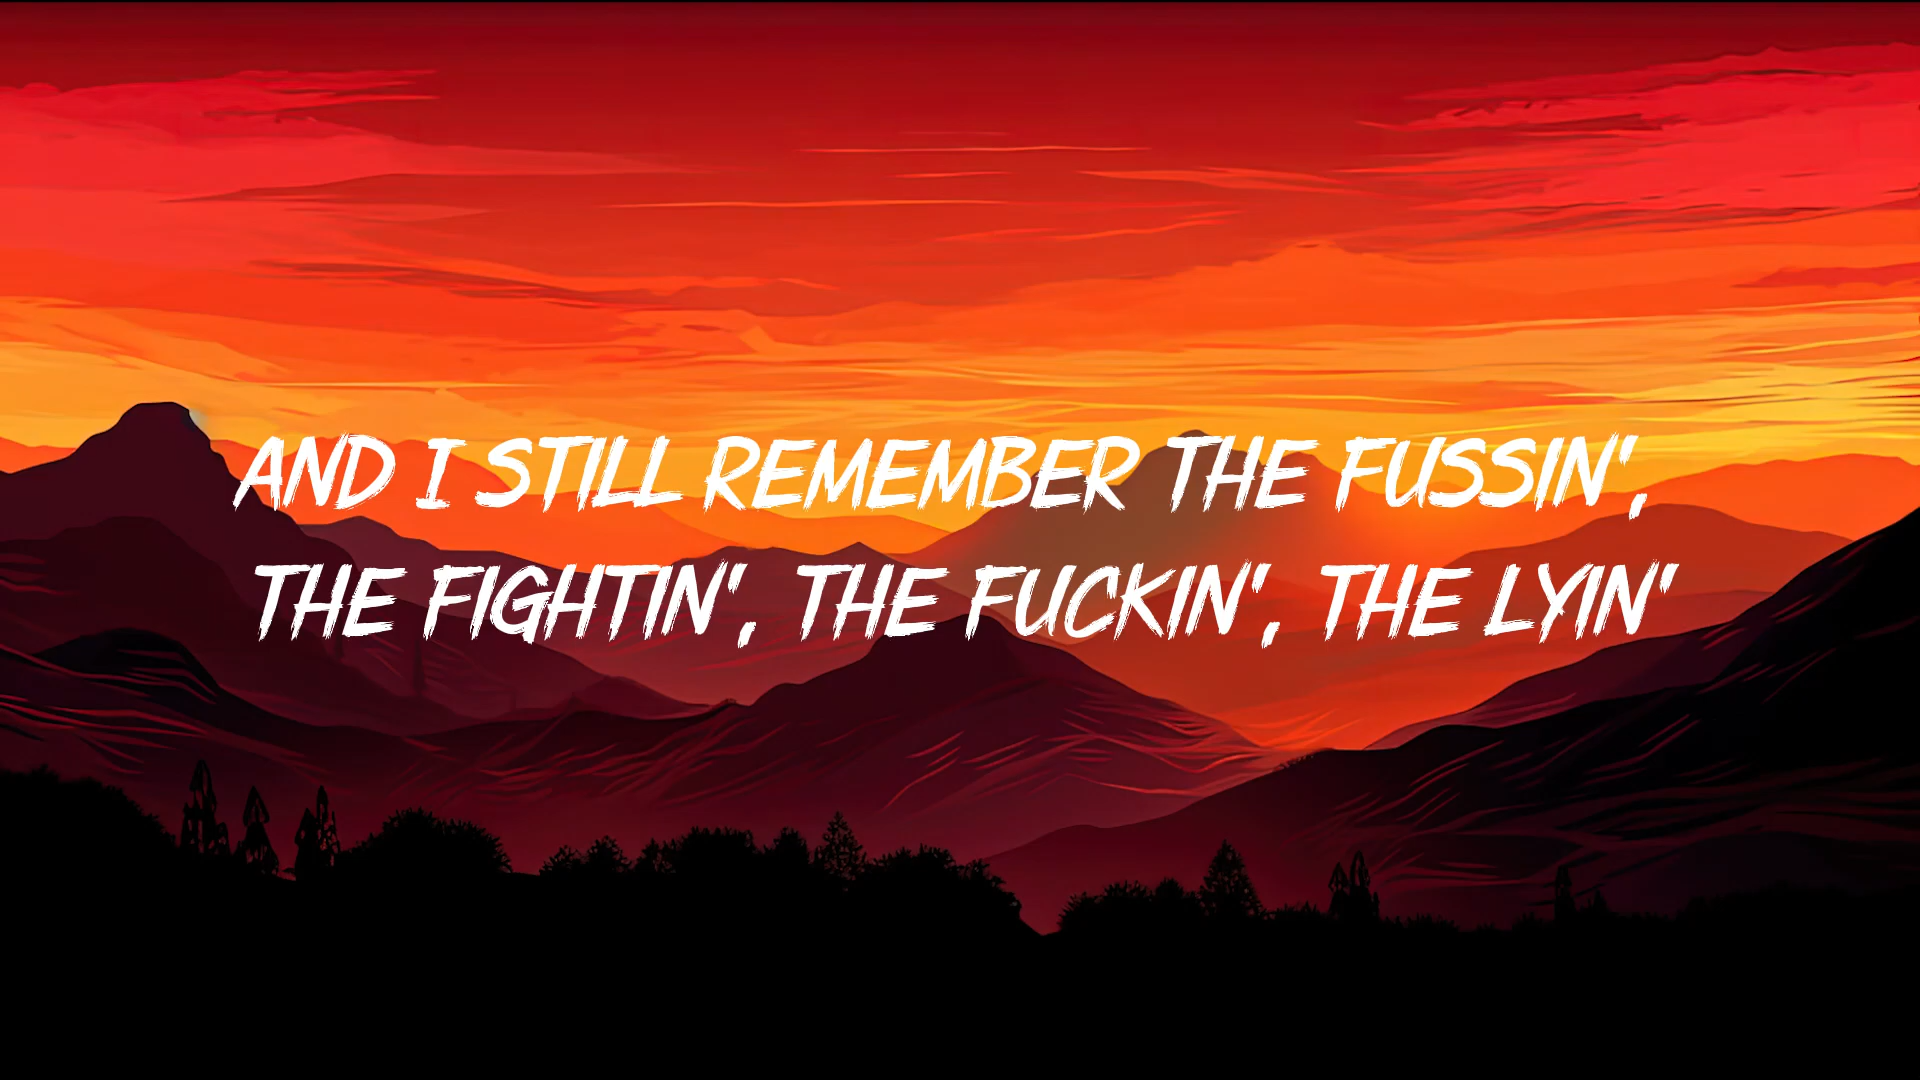 AND I STILL REMEMBER THE FUSSIN',
THE FIGHTIN', THE FUCKIN', THE LYIN'